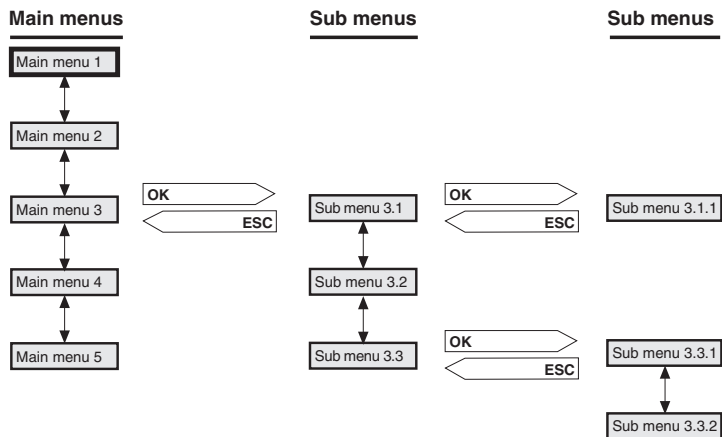 Main menus
Sub menus
Sub menus
Main menu 1
Main menu 2
OK
OK
Main menu 3
Sub menu 3.1
Sub menu 3.1.1
ESC
ESC
Main menu 4
Sub menu 3.2
OK
Main menu 5
Sub menu 3.3
Sub menu 3.3.1
ESC
Sub menu 3.3.2